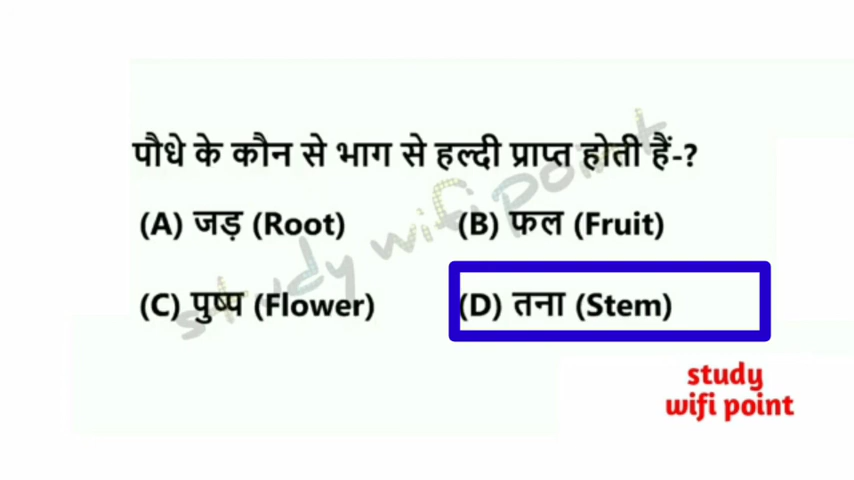 पौधे के कौन से भाग से हल्दी प्राप्त होती हैं-?
(A) जड़ (Root) (B) फल (Fruit)
(C) पुष्प (Flower) (D) तना (Stem)
study wifi point
study
wifi point